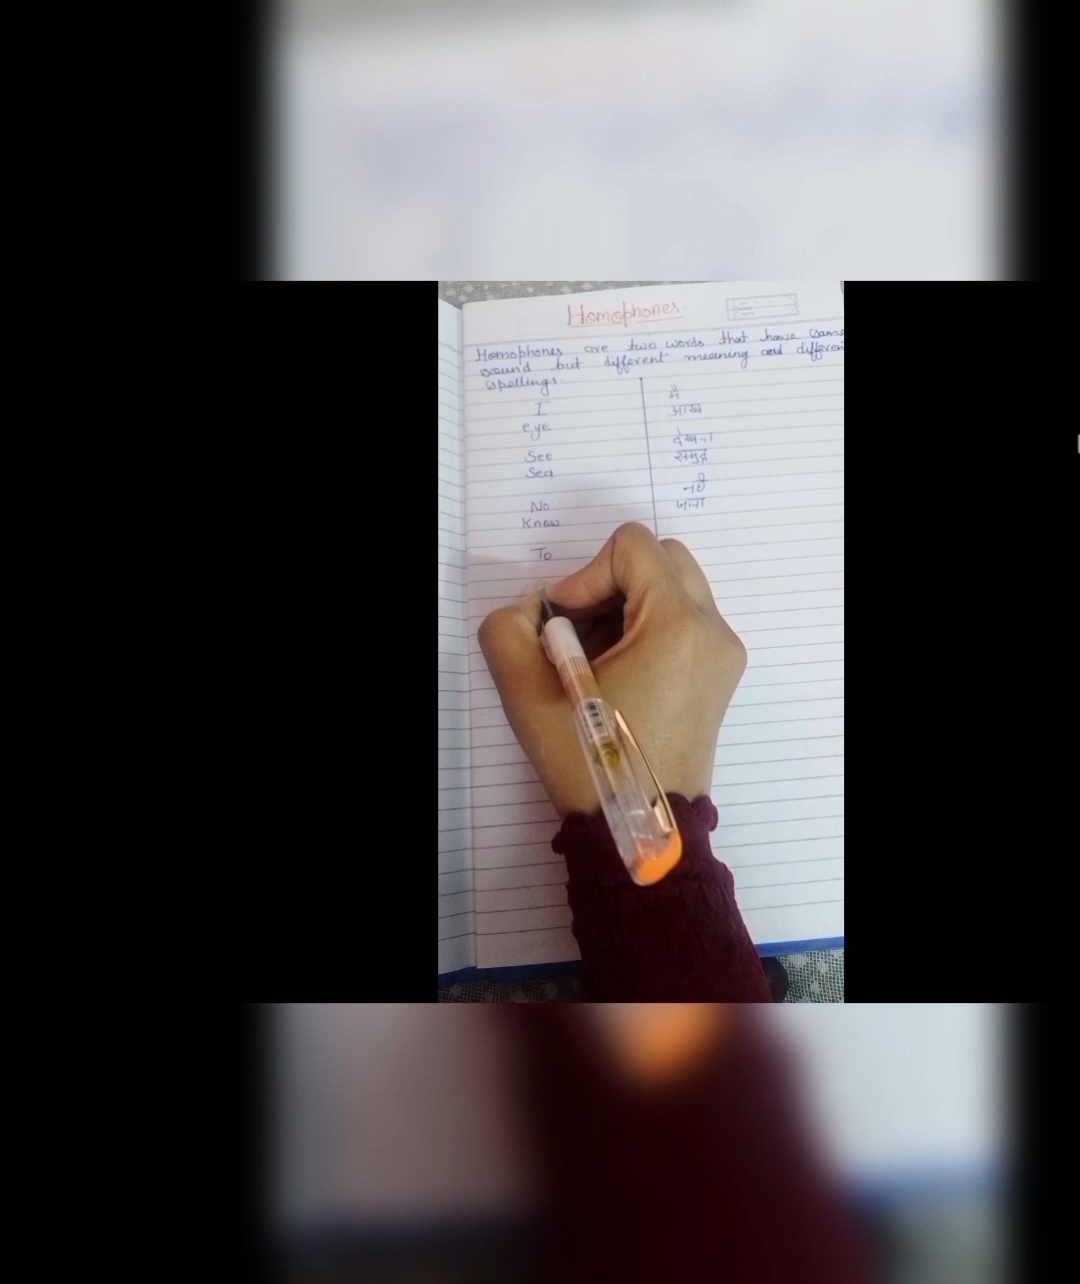 Homophones.
Homophones are two words that have same
sound but different meaning and different
spellings.
I मै
eye आख
See देखना
Sea समुद्र
No नही
Know जाना
To